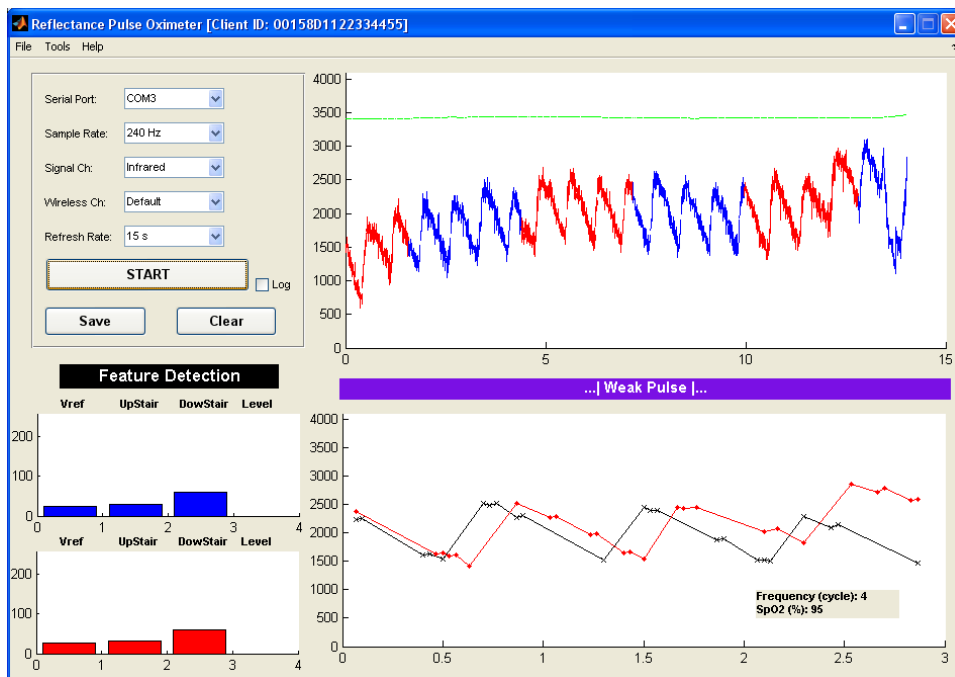 Reflectance Pulse Oximeter [Client ID: 00158D1122334455]
File Tools Help
Serial Port: COM3
Sample Rate: 240 Hz
Signal Ch: Infrared
Wireless Ch: Default
Refresh Rate: 15 s
START
Log
Save Clear
4000
3500
3000
2500
2000
1500
1000
500
0
0 5 10 15
Feature Detection
...| Weak Pulse |...
Vref UpStair DowStair Level
200
100
0
0 1 2 3 4
Vref UpStair DowStair Level
200
100
0
0 1 2 3 4
4000
3500
3000
2500
2000
1500
1000
500
0
Frequency (cycle): 4
SpO2 (%): 95
0 0.5 1 1.5 2 2.5 3